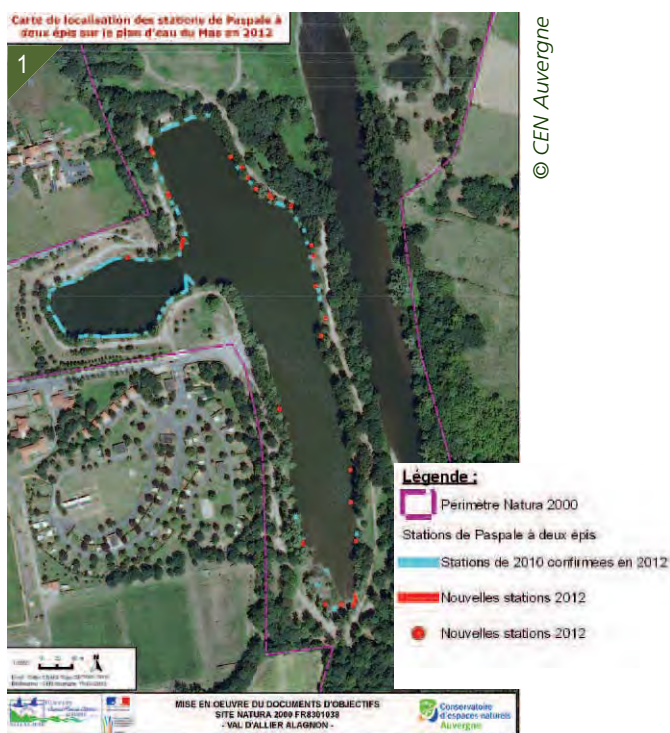 Carte de localisation des stations de Paspale à
deux épis sur le plan d'eau du Mas en 2012
1
© CEN Auvergne
Légende :
Périmètre Natura 2000
Stations de Paspale à deux épis
Stations de 2010 confirmees en 2012
Nouvelles stations 2012
Nouvelles stations 2012
MISE EN OEUVRE DU DOCUMENTS D'OBJECTIFS
SITE NATURA 2000 FR8301038
- VAL D'ALLIER ALAGNON -
Conservatoire
d'espaces naturels
Auvergne